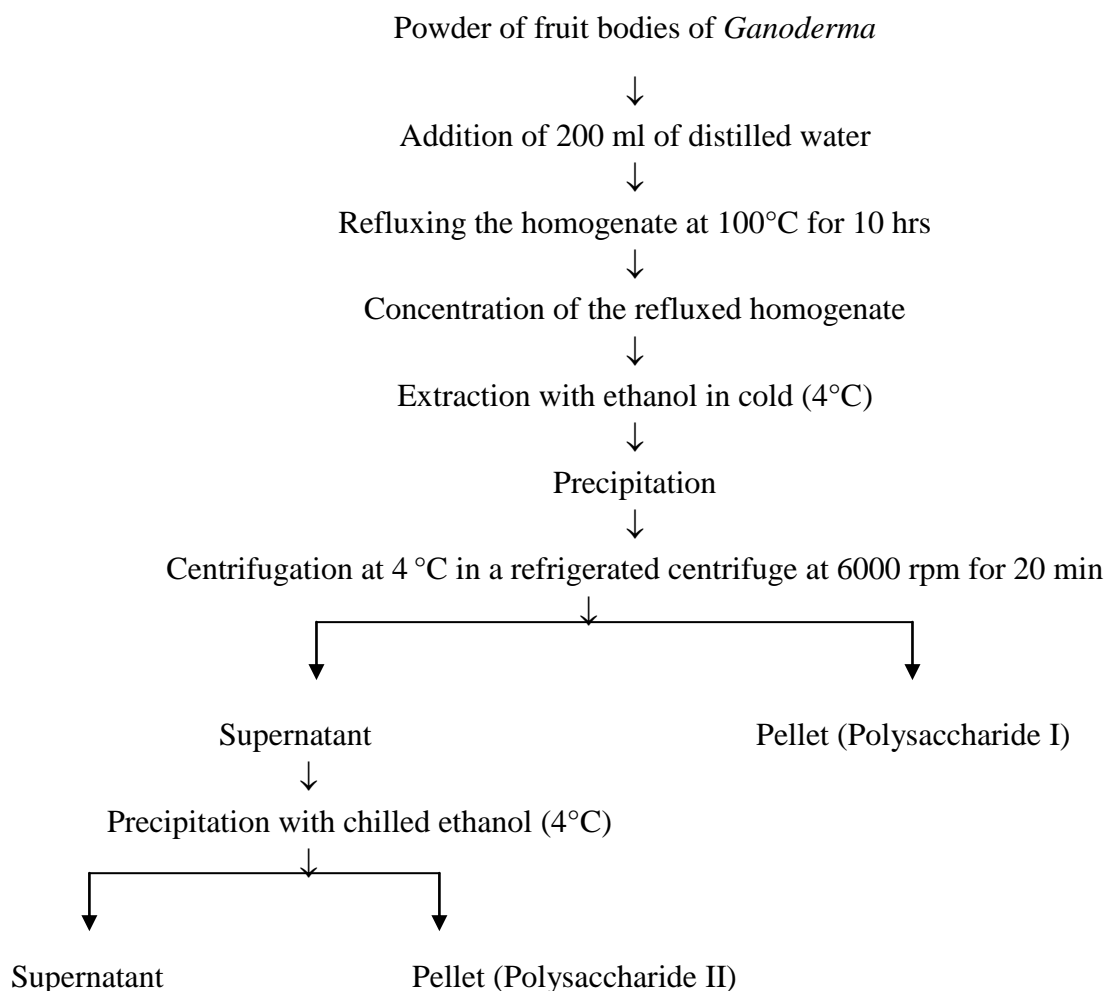 Powder of fruit bodies of Ganoderma
↓
Addition of 200 ml of distilled water
↓
Refluxing the homogenate at 100°C for 10 hrs
↓
Concentration of the refluxed homogenate
↓
Extraction with ethanol in cold (4°C)
↓
Precipitation
↓
Centrifugation at 4 °C in a refrigerated centrifuge at 6000 rpm for 20 min
↓
Supernatant Pellet (Polysaccharide I)
↓
Precipitation with chilled ethanol (4°C)
↓
Supernatant Pellet (Polysaccharide II)